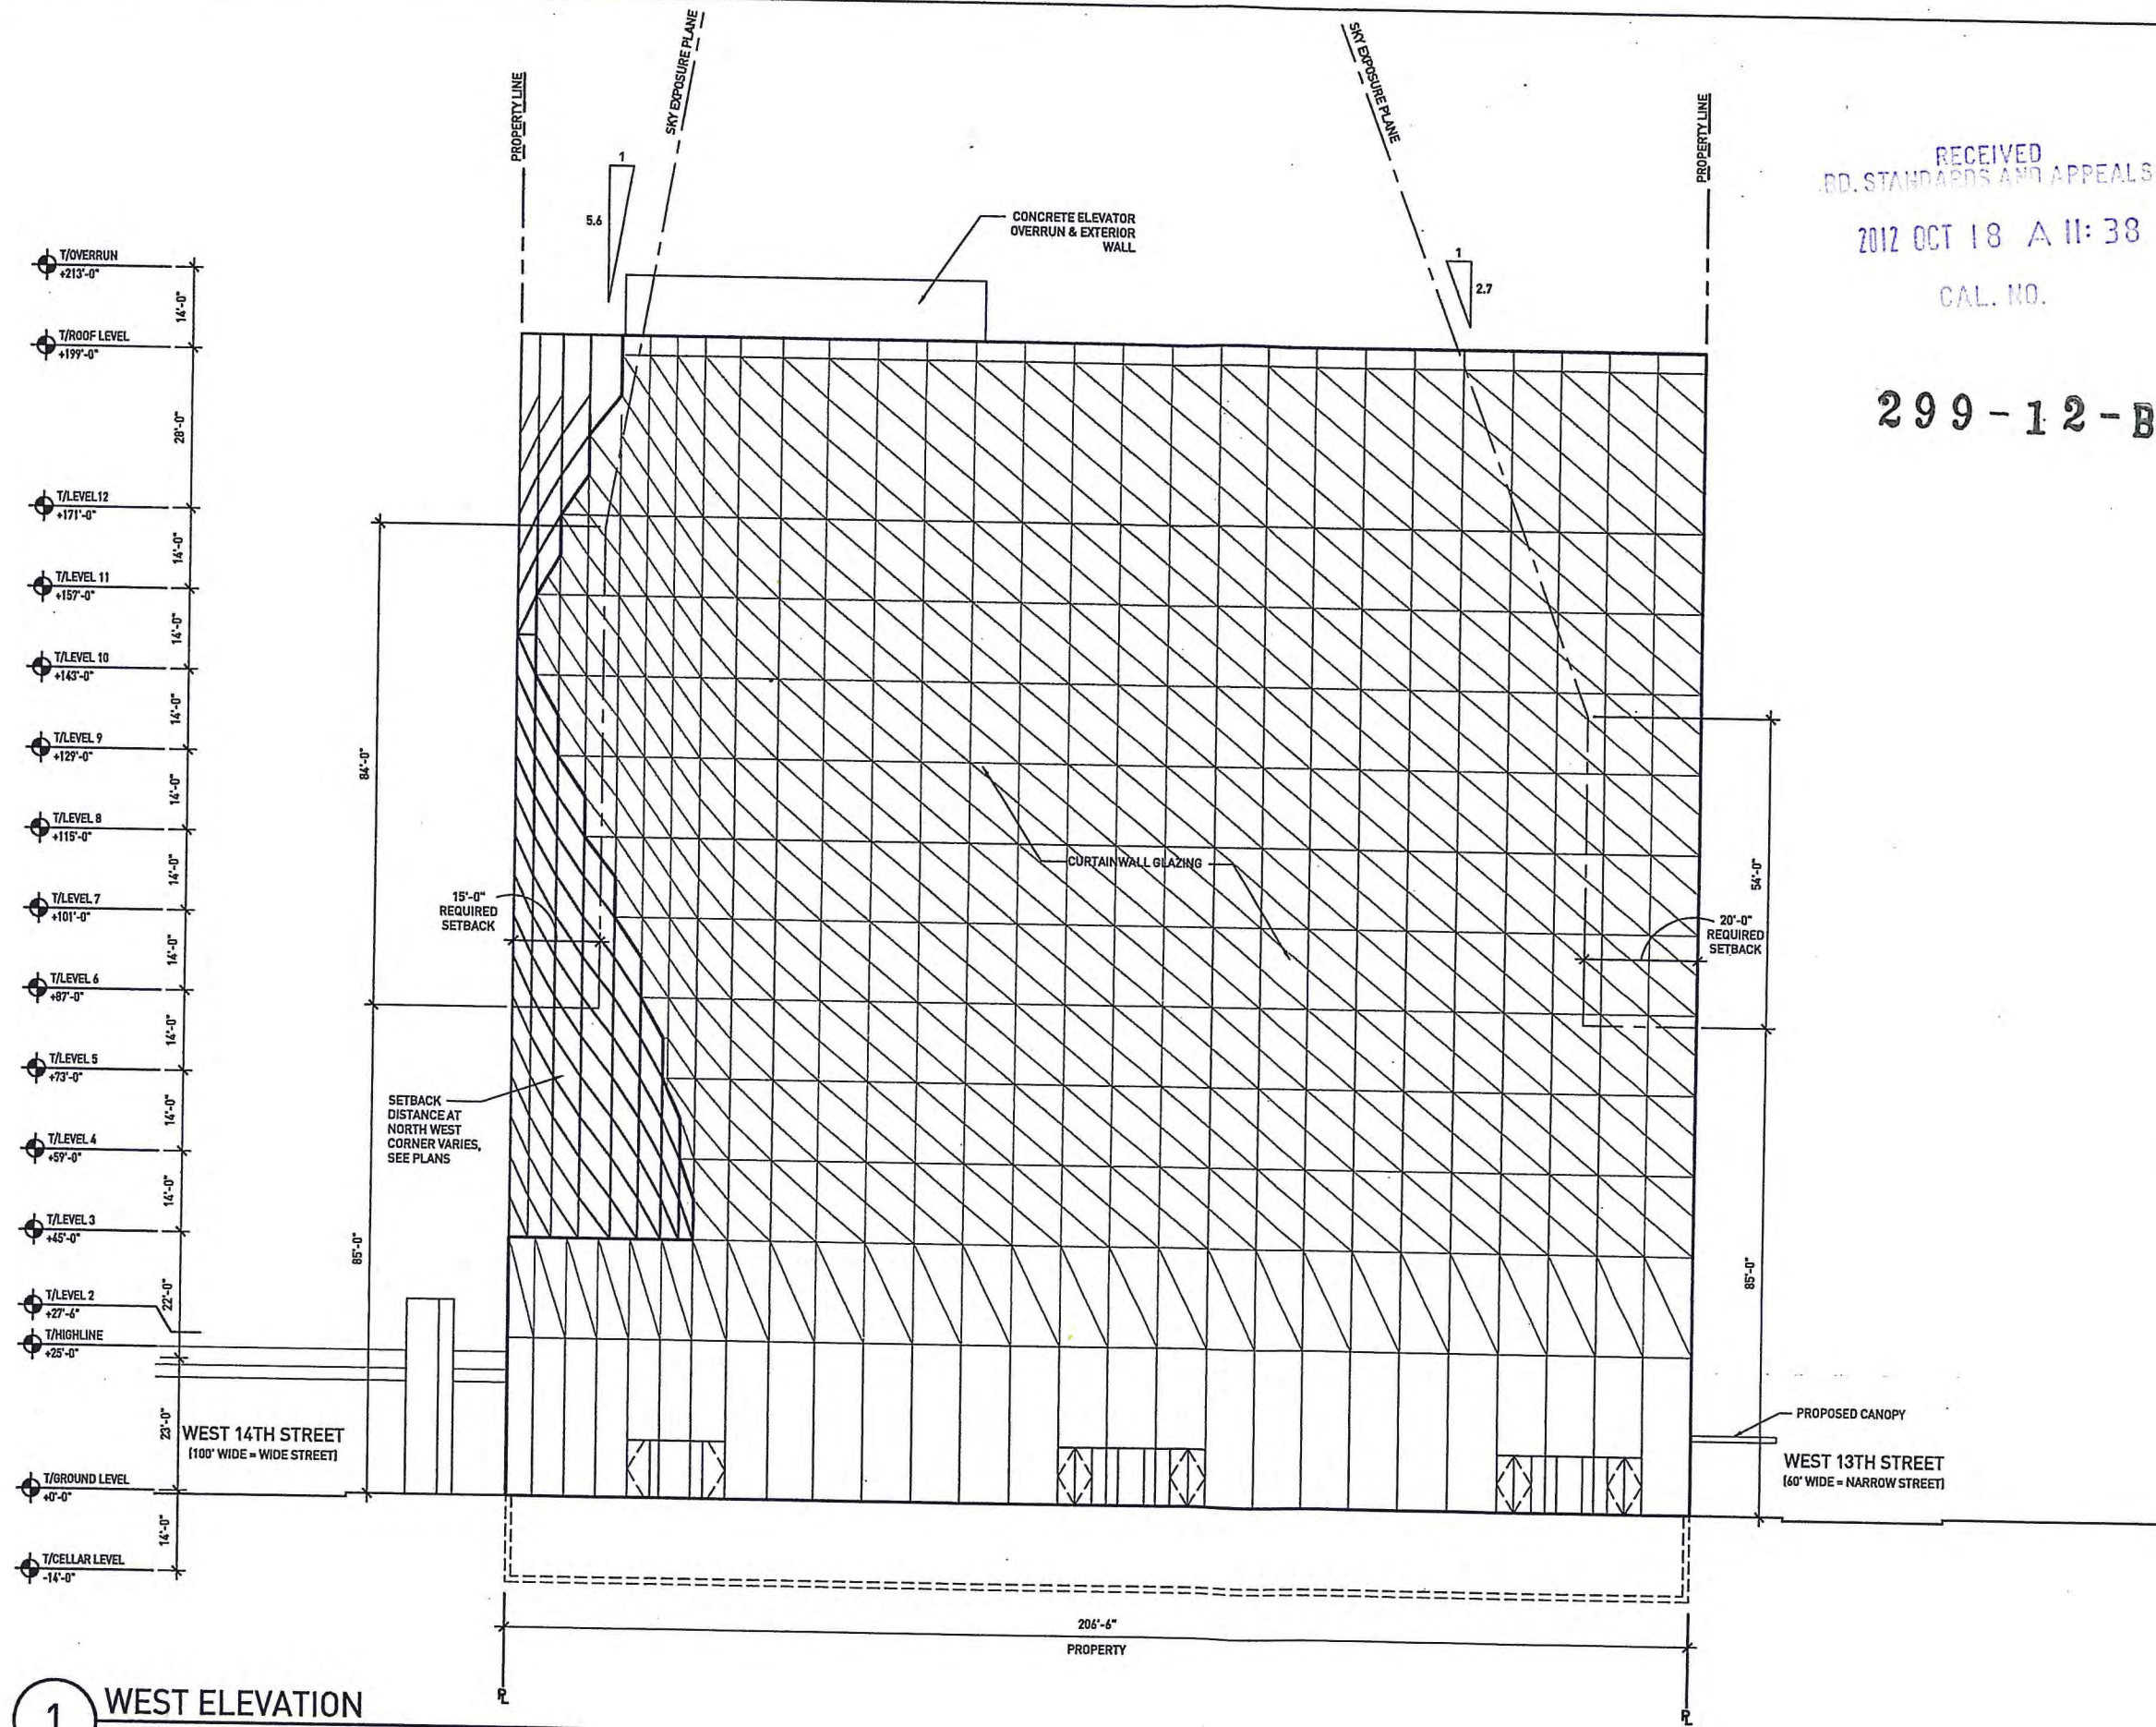 SKY EXPOSURE PLANE
SKY EXPOSURE PLANE
PROPERTY LINE
PROPERTY LINE
RECEIVED
BD. STANDARDS AND APPEALS
2012 OCT 18 A 11: 38
CAL. NO.
299-12-B
1
5.6
1
2.7
CONCRETE ELEVATOR
OVERRUN & EXTERIOR
WALL
T/OVERRUN
+213'-0"
14'-0"
T/ROOF LEVEL
+199'-0"
28'-0"
T/LEVEL12
+171'-0"
14'-0"
T/LEVEL 11
+157'-0"
14'-0"
T/LEVEL 10
+143'-0"
14'-0"
T/LEVEL 9
+129'-0"
14'-0"
T/LEVEL 8
+115'-0"
14'-0"
T/LEVEL 7
+101'-0"
14'-0"
T/LEVEL 6
+87'-0"
14'-0"
T/LEVEL 5
+73'-0"
14'-0"
T/LEVEL 4
+59'-0"
14'-0"
T/LEVEL 3
+45'-0"
22'-0"
T/LEVEL 2
+27'-6"
T/HIGHLINE
+25'-0"
23'-0"
T/GROUND LEVEL
+0'-0"
14'-0"
T/CELLAR LEVEL
-14'-0"
84'-0"
85'-0"
15'-0"
REQUIRED
SETBACK
SETBACK
DISTANCE AT
NORTH WEST
CORNER VARIES,
SEE PLANS
CURTAINWALL GLAZING
54'-0"
20'-0"
REQUIRED
SETBACK
85'-0"
WEST 14TH STREET
(100' WIDE = WIDE STREET)
PROPOSED CANOPY
WEST 13TH STREET
(60' WIDE = NARROW STREET)
206'-6"
PROPERTY
PL
PL
1
WEST ELEVATION